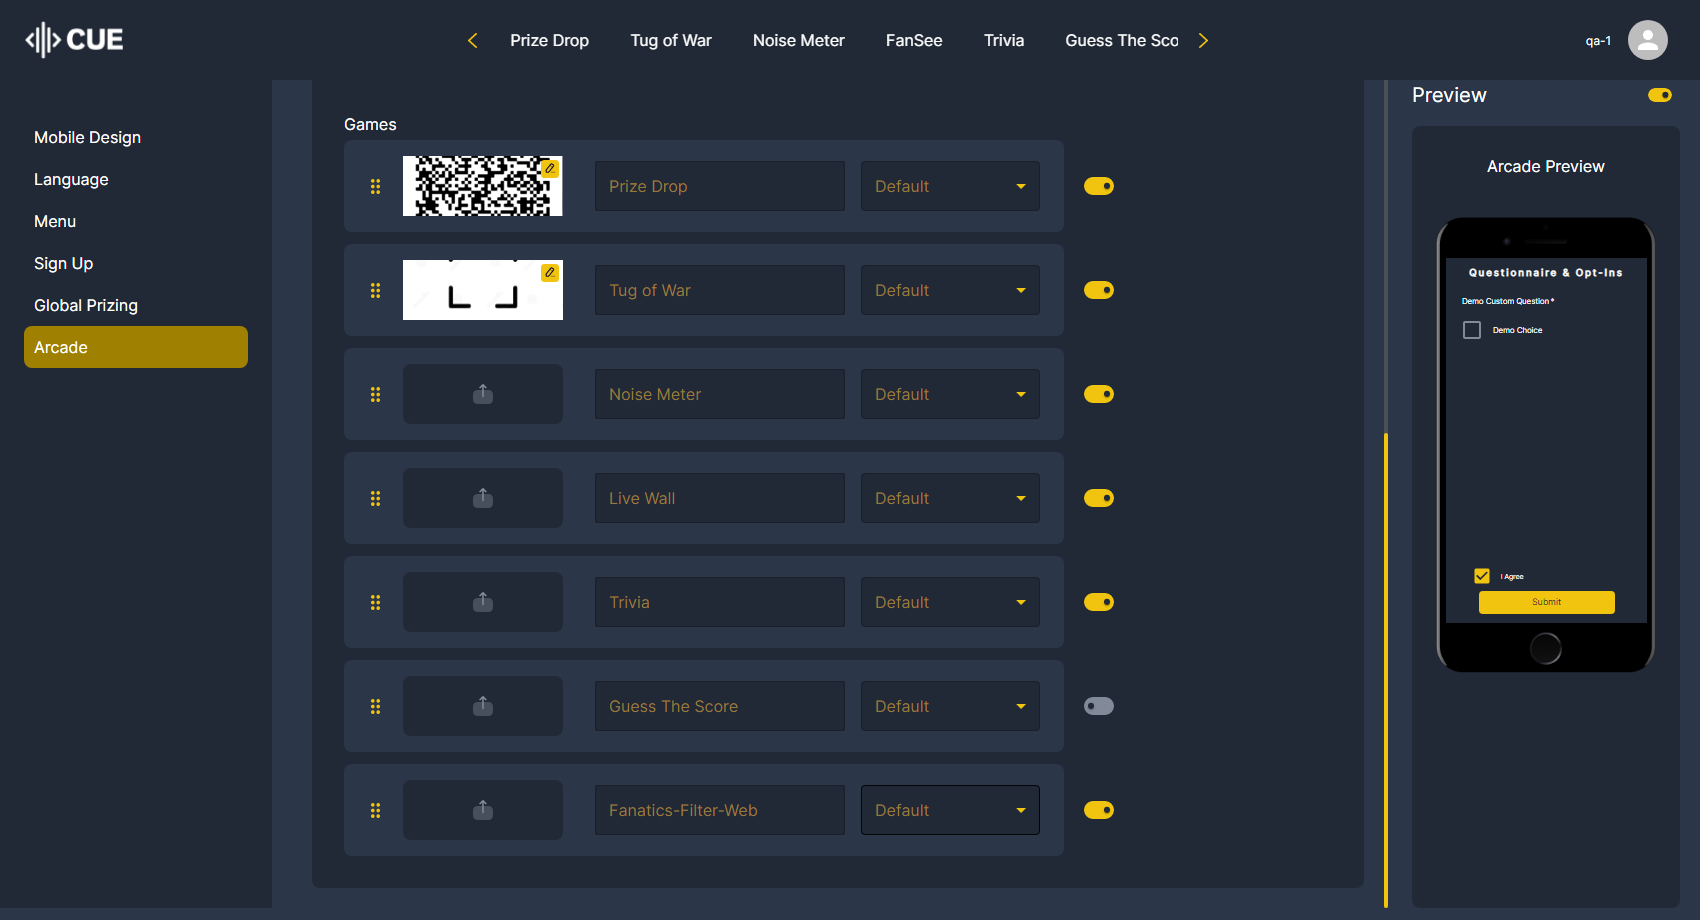 CUE
Prize Drop Tug of War Noise Meter FanSee Trivia Guess The Sco
qa-1
Mobile Design
Language
Menu
Sign Up
Global Prizing
Arcade
Games
Prize Drop Default
Tug of War Default
Noise Meter Default
Live Wall Default
Trivia Default
Guess The Score Default
Fanatics-Filter-Web Default
Preview
Arcade Preview
Questionnaire & Opt-Ins
Demo Custom Question *
Demo Choice
I Agree
Submit